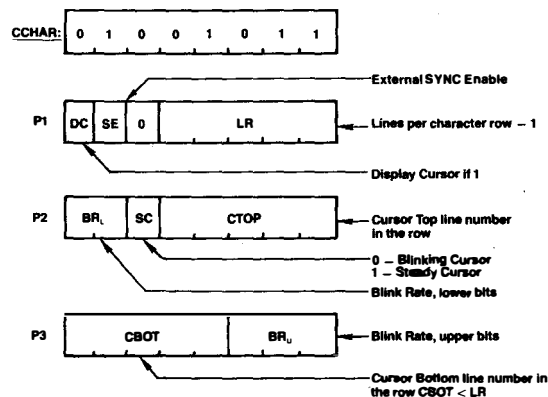 CCHAR: 0 1 0 0 1 0 1 1
External SYNC Enable
P1 DC SE 0 LR Lines per character row – 1
Display Cursor if 1
P2 BRL SC CTOP Cursor Top line number
in the row
0 – Blinking Cursor
1 – Steady Cursor
Blink Rate, lower bits
P3 CBOT BRU Blink Rate, upper bits
Cursor Bottom line number in
the row CBOT < LR